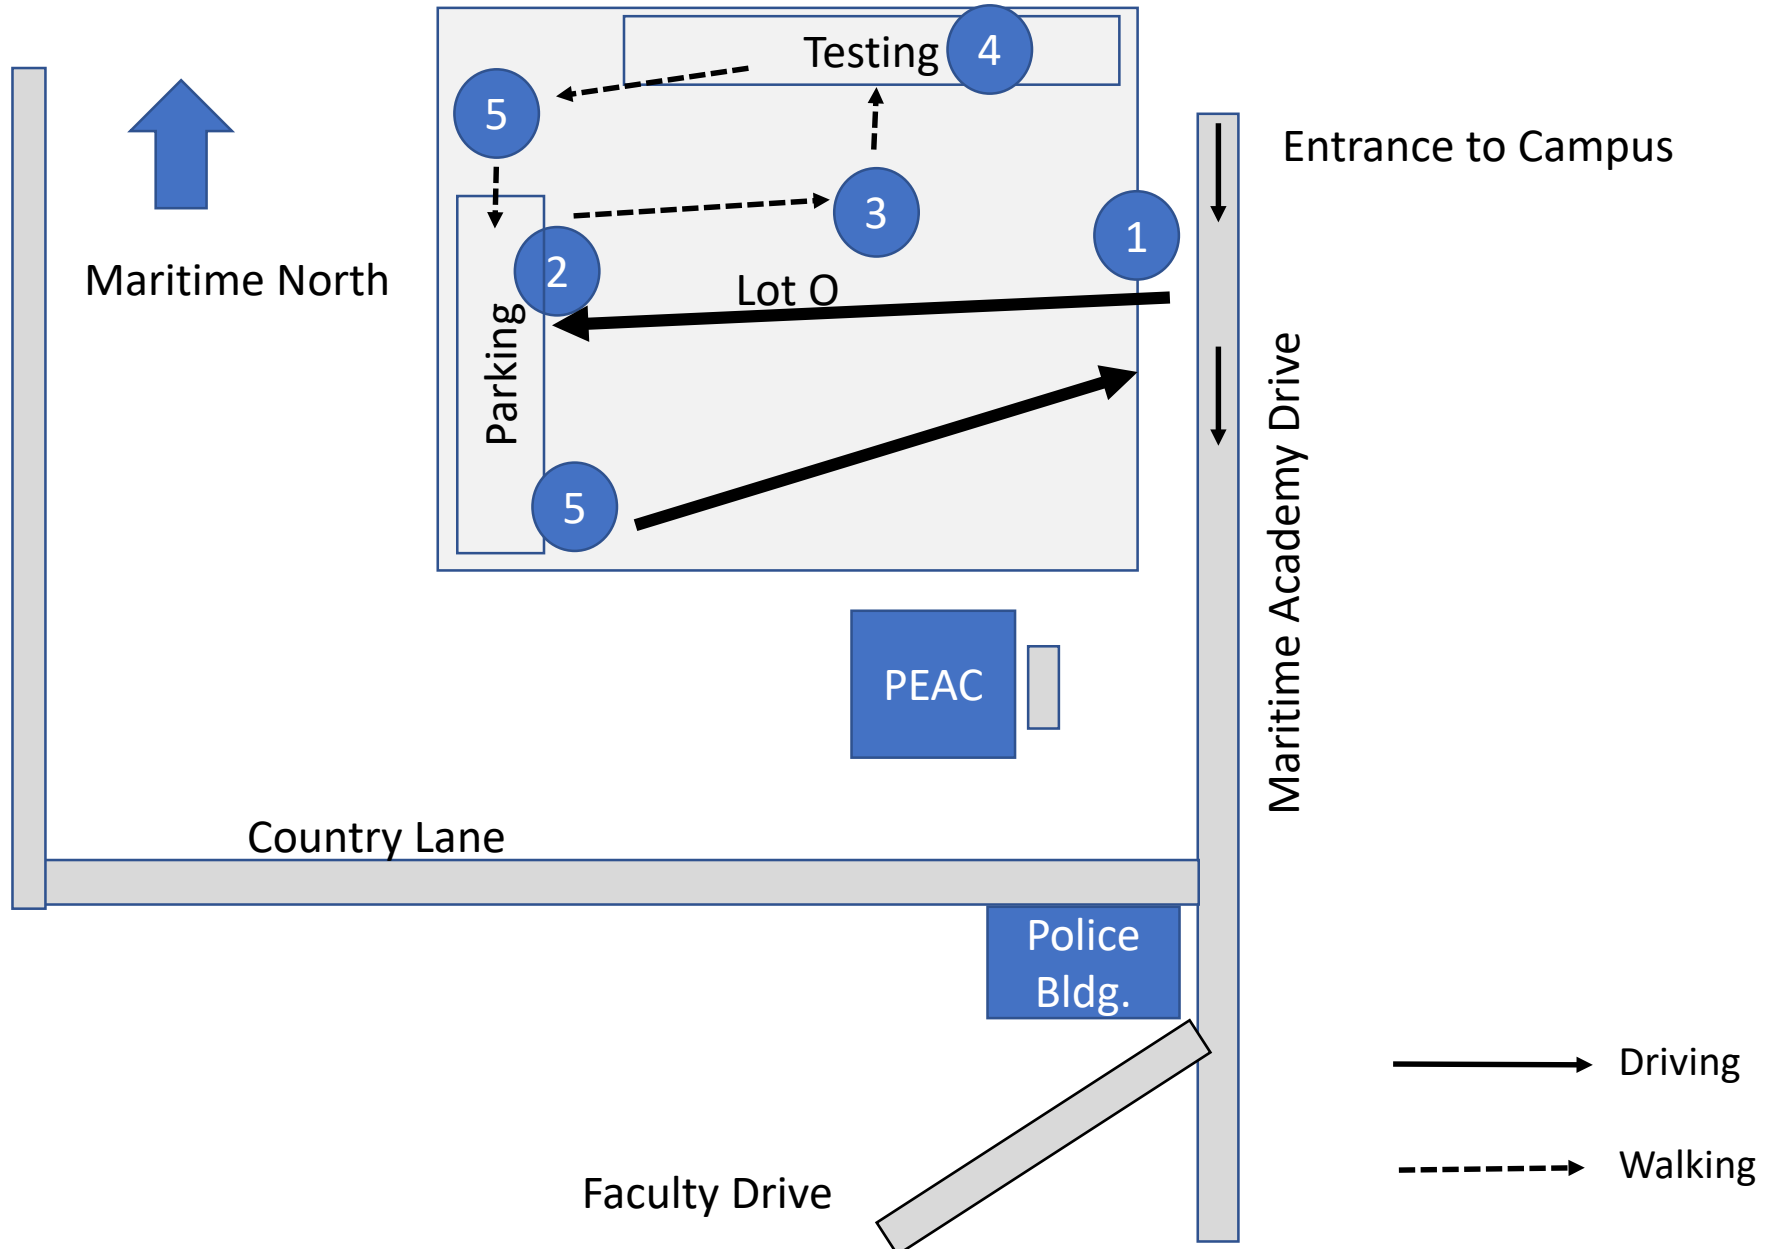 Testing
4
5
Entrance to Campus
3
1
Maritime North
2
Lot O
Parking
Maritime Academy Drive
5
PEAC
Country Lane
Police
Bldg.
Driving
Walking
Faculty Drive